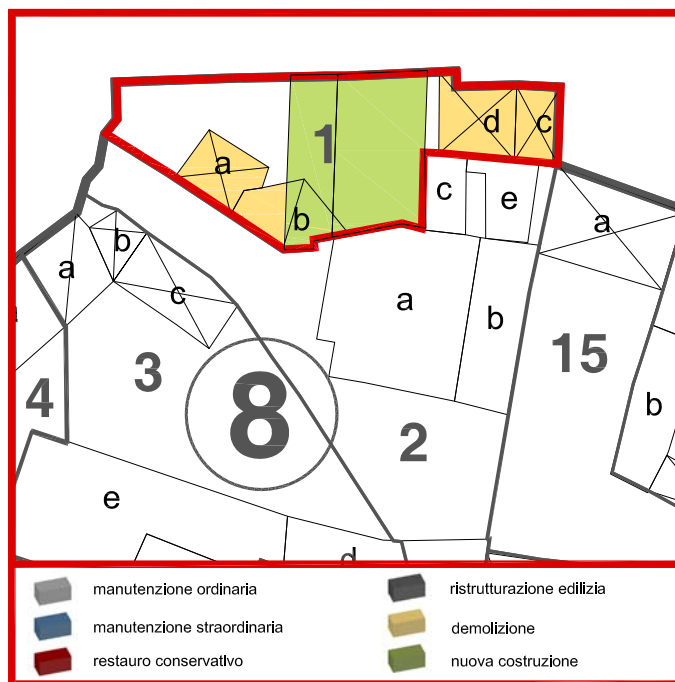 1
a
b
d
c
c
e
a
a
b
a
b
c
a
b
3
4
8
2
15
e
d
manutenzione ordinaria
manutenzione straordinaria
restauro conservativo
ristrutturazione edilizia
demolizione
nuova costruzione